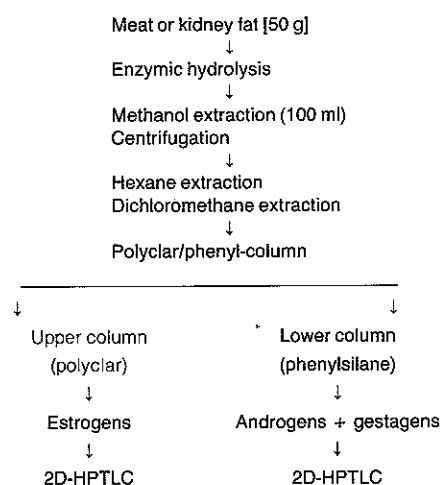 Meat or kidney fat [50 g]
↓
Enzymic hydrolysis
↓
Methanol extraction (100 ml)
Centrifugation
↓
Hexane extraction
Dichloromethane extraction
↓
Polyclar/phenyl-column
↓ ↓
Upper column Lower column
(polyclar) (phenylsilane)
↓ ↓
Estrogens Androgens + gestagens
↓ ↓
2D-HPTLC 2D-HPTLC